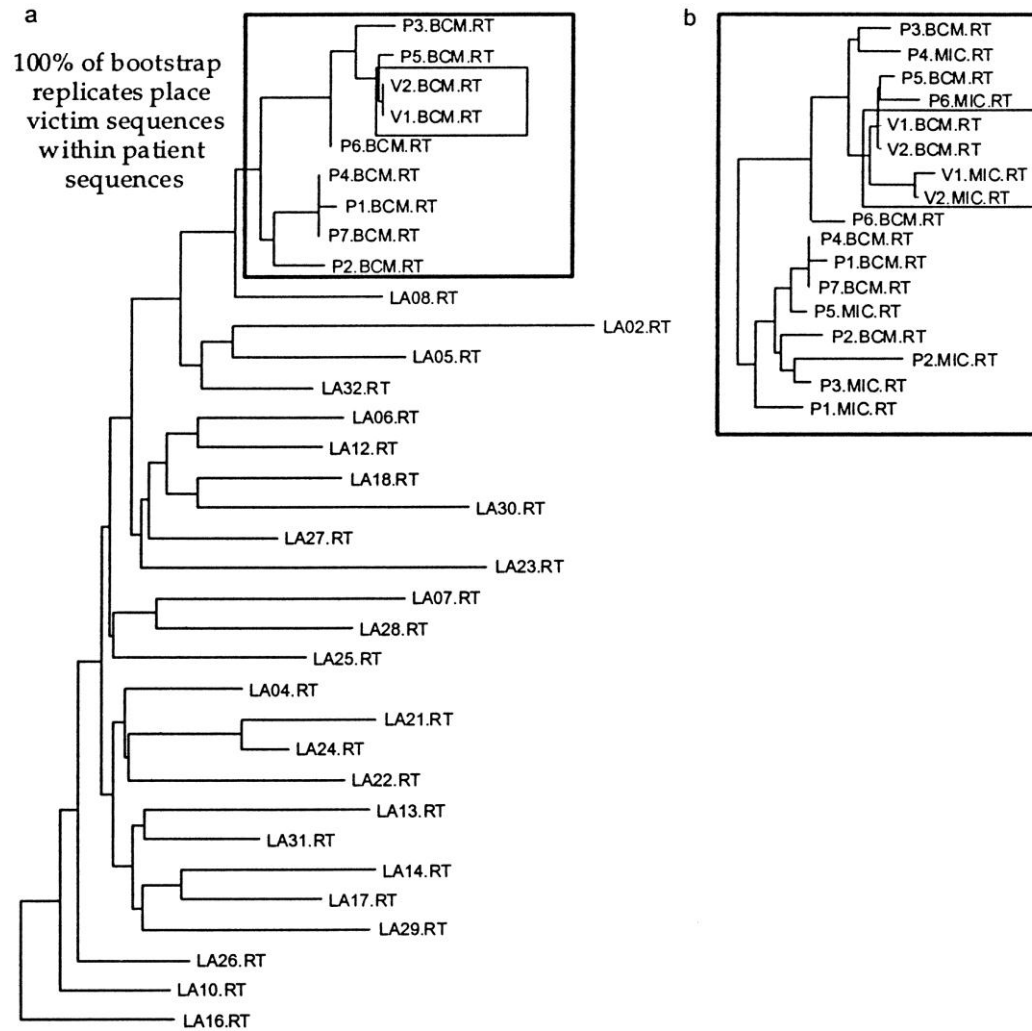 a
100% of bootstrap
replicates place
victim sequences
within patient
sequences
P3.BCM.RT
P5.BCM.RT
V2.BCM.RT
V1.BCM.RT
P6.BCM.RT
P4.BCM.RT
P1.BCM.RT
P7.BCM.RT
P2.BCM.RT
LA08.RT
LA02.RT
LA05.RT
LA32.RT
LA06.RT
LA12.RT
LA18.RT
LA30.RT
LA27.RT
LA23.RT
LA07.RT
LA28.RT
LA25.RT
LA04.RT
LA21.RT
LA24.RT
LA22.RT
LA13.RT
LA31.RT
LA14.RT
LA17.RT
LA29.RT
LA26.RT
LA10.RT
LA16.RT
b
P3.BCM.RT
P4.MIC.RT
P5.BCM.RT
P6.MIC.RT
V1.BCM.RT
V2.BCM.RT
V1.MIC.RT
V2.MIC.RT
P6.BCM.RT
P4.BCM.RT
P1.BCM.RT
P7.BCM.RT
P5.MIC.RT
P2.BCM.RT
P2.MIC.RT
P3.MIC.RT
P1.MIC.RT